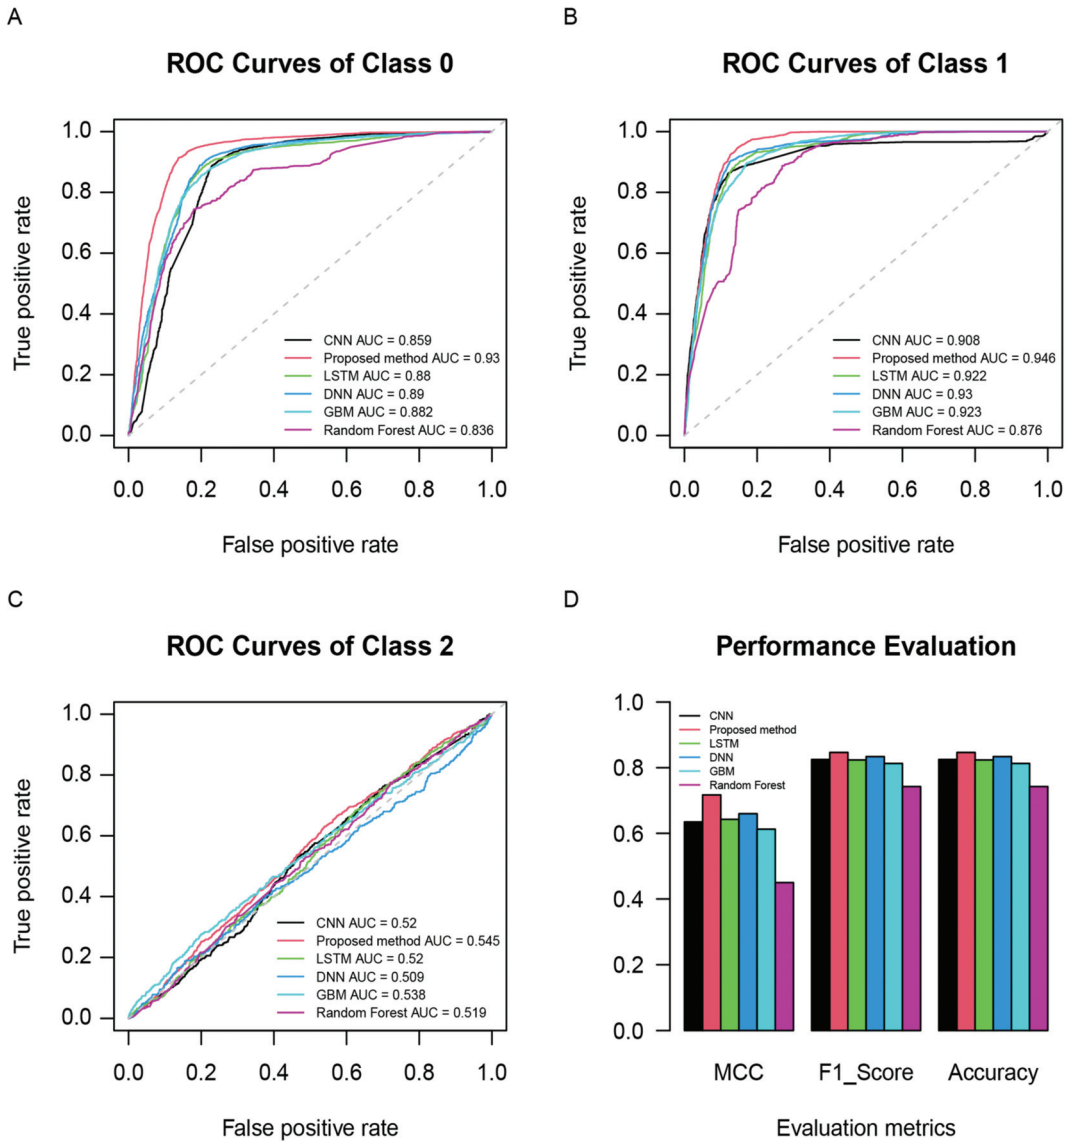 A
ROC Curves of Class 0
True positive rate
1.0
0.8
0.6
0.4
0.2
0.0
CNN AUC = 0.859
Proposed method AUC = 0.93
LSTM AUC = 0.88
DNN AUC = 0.89
GBM AUC = 0.882
Random Forest AUC = 0.836
0.0 0.2 0.4 0.6 0.8 1.0
False positive rate
B
ROC Curves of Class 1
True positive rate
1.0
0.8
0.6
0.4
0.2
0.0
CNN AUC = 0.908
Proposed method AUC = 0.946
LSTM AUC = 0.922
DNN AUC = 0.93
GBM AUC = 0.923
Random Forest AUC = 0.876
0.0 0.2 0.4 0.6 0.8 1.0
False positive rate
C
ROC Curves of Class 2
True positive rate
1.0
0.8
0.6
0.4
0.2
0.0
CNN AUC = 0.52
Proposed method AUC = 0.545
LSTM AUC = 0.52
DNN AUC = 0.509
GBM AUC = 0.538
Random Forest AUC = 0.519
0.0 0.2 0.4 0.6 0.8 1.0
False positive rate
D
Performance Evaluation
1.0
0.8
0.6
0.4
0.2
0.0
CNN
Proposed method
LSTM
DNN
GBM
Random Forest
MCC F1_Score Accuracy
Evaluation metrics